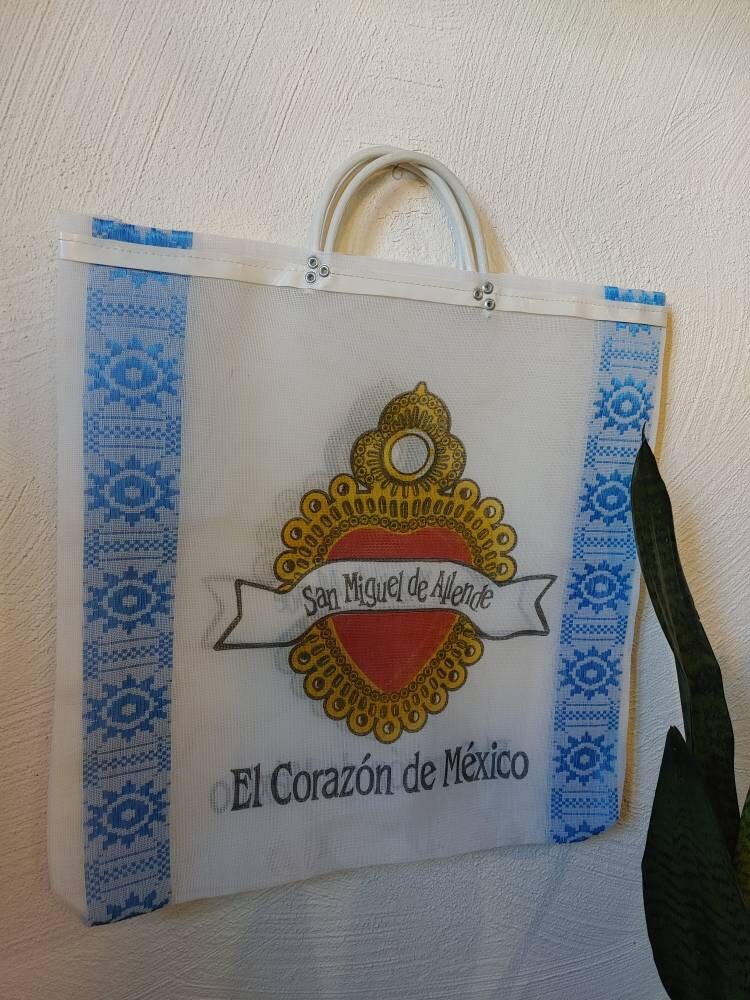 San Miguel de Allende
El Corazón de México